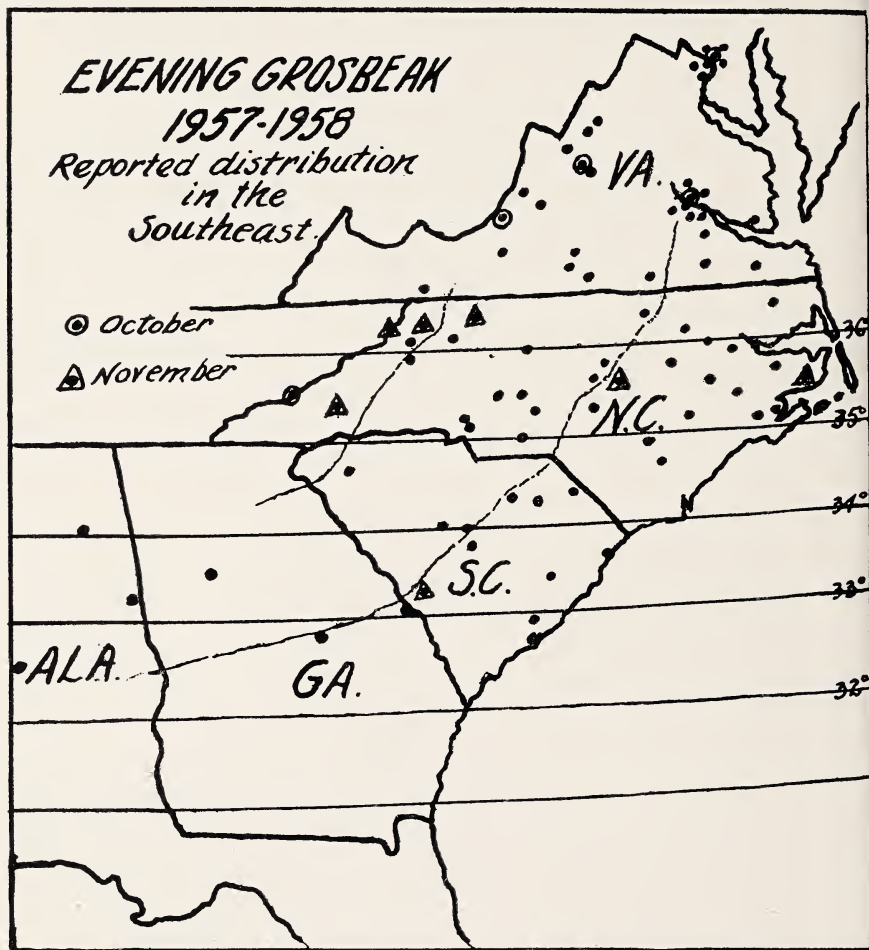 EVENING GROSBEAK
1957-1958
Reported distribution
in the
Southeast.
October
November
VA.
N.C.
S.C.
GA.
ALA.
36°
35°
34°
33°
32°